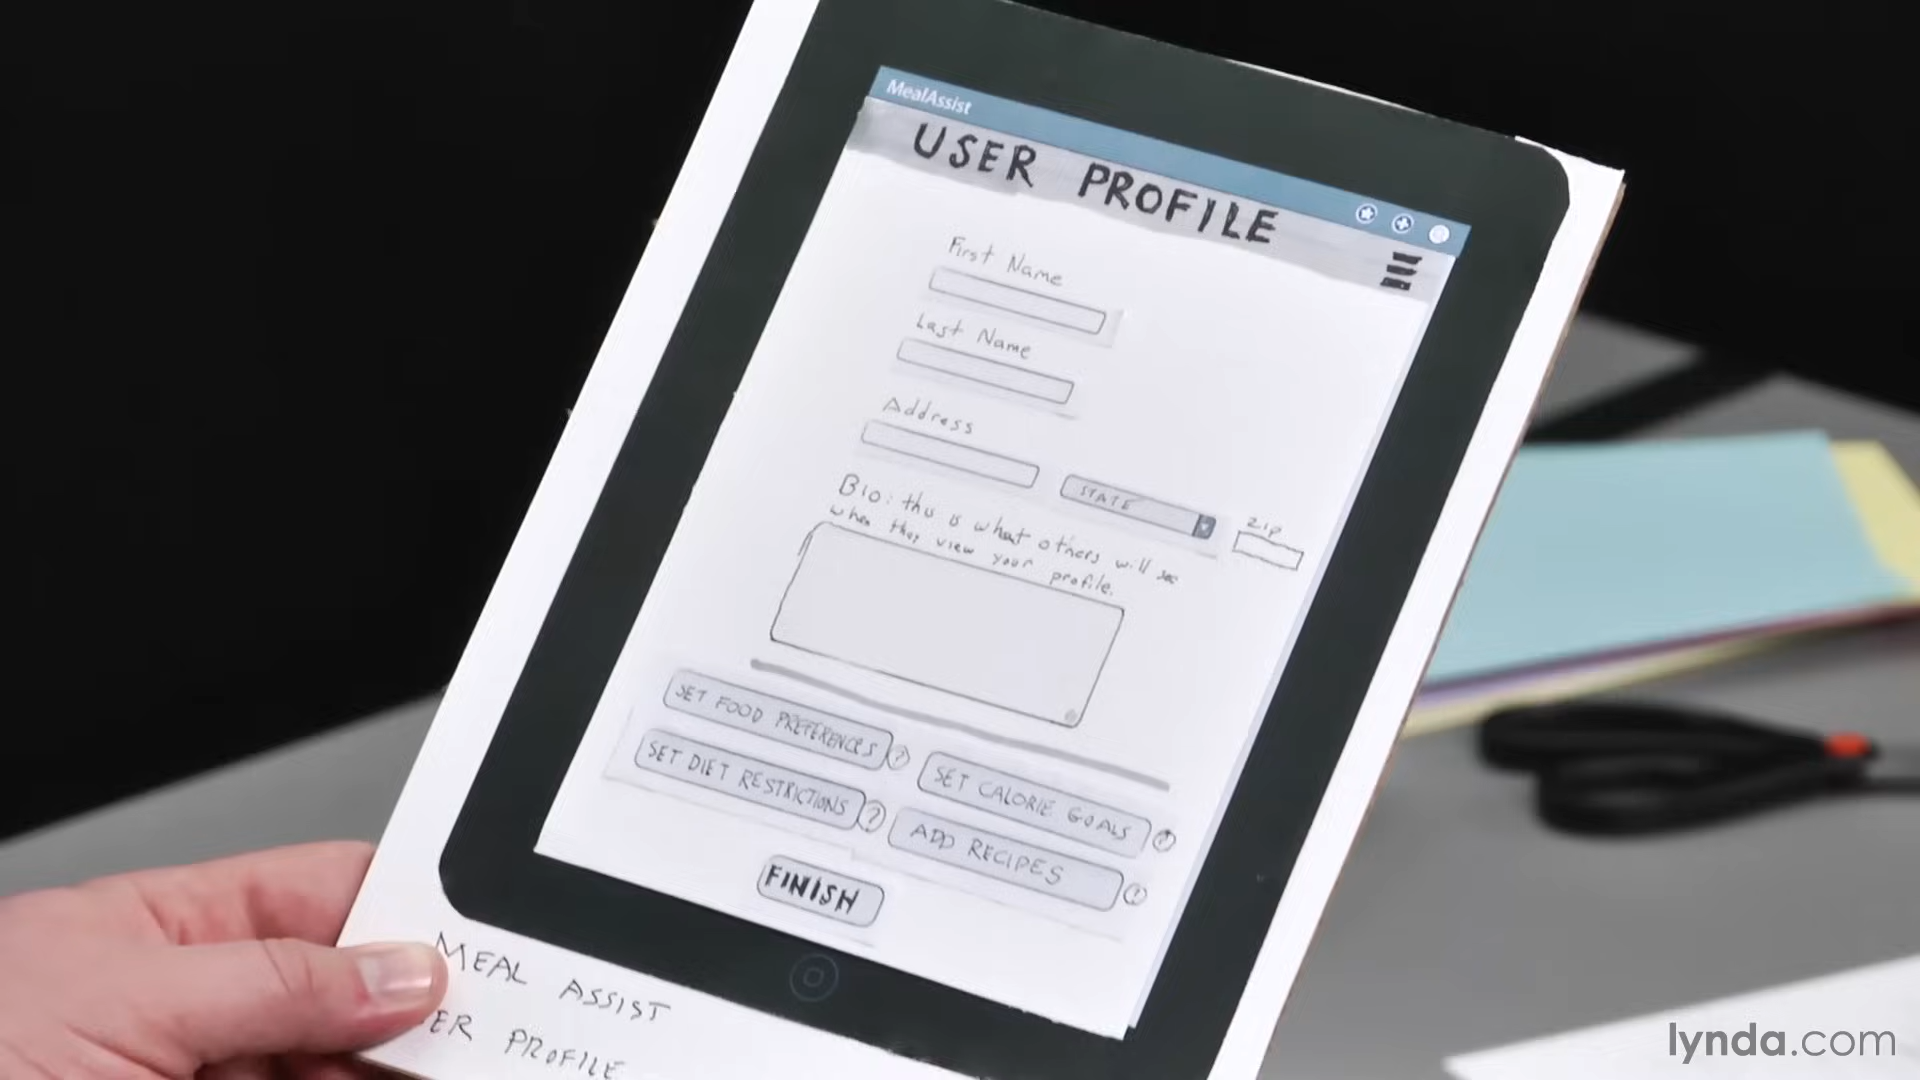 MealAssist
USER PROFILE
First Name
Last Name
Address
STATE
Zip
Bio: this is what others will see
when they view your profile.
SET FOOD PREFERENCES ?
SET CALORIE GOALS ?
SET DIET RESTRICTIONS ?
ADD RECIPES ?
FINISH
MEAL ASSIST
ER PROFILE
lynda.com